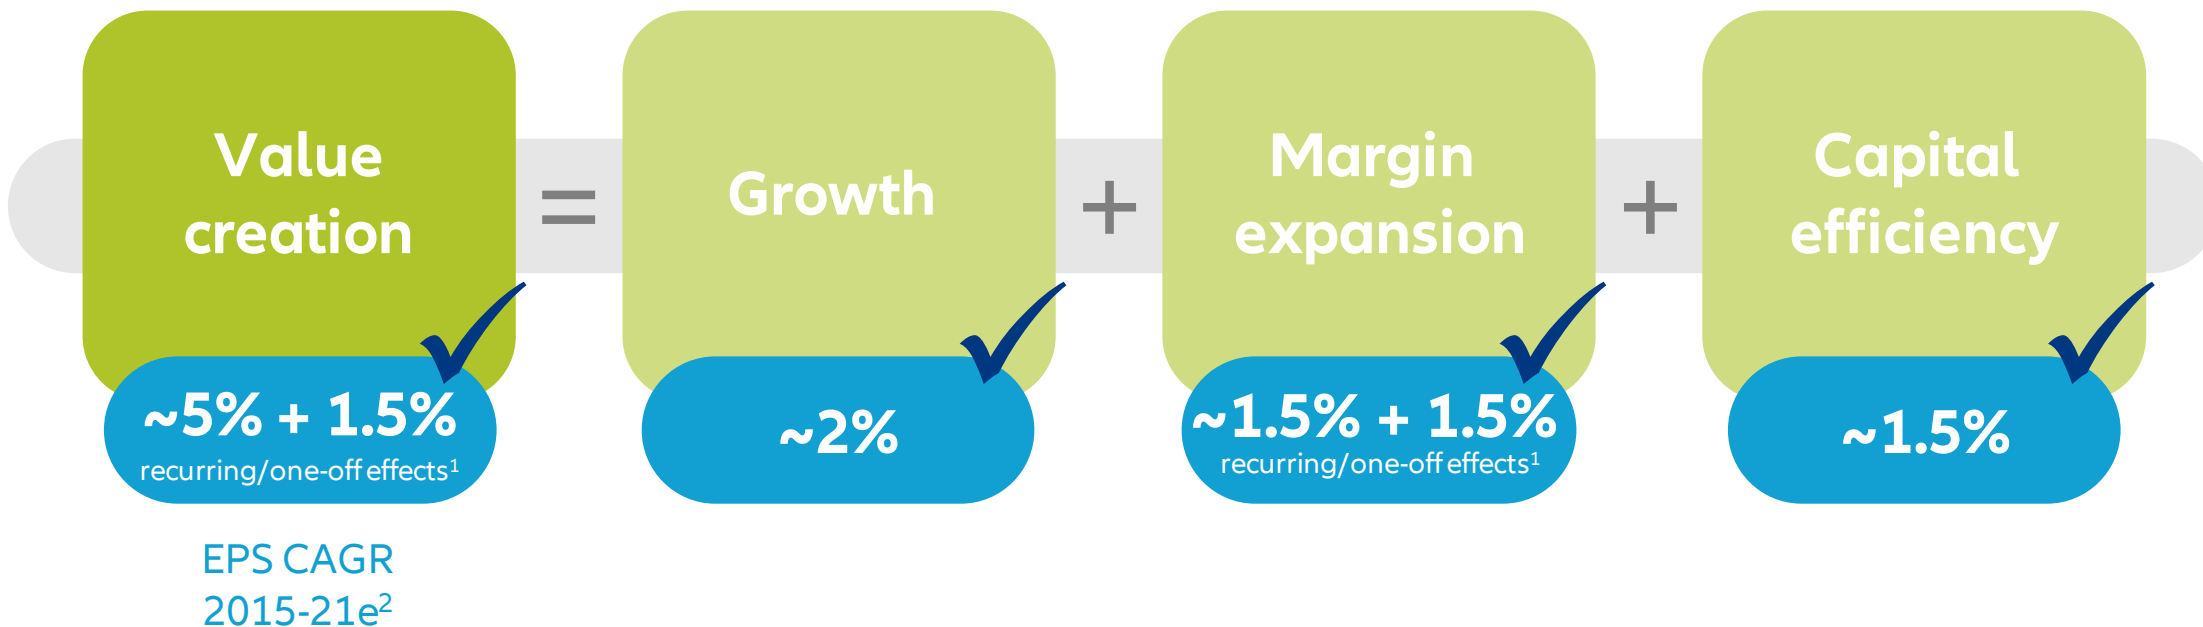 Value
creation
=
Growth
+
Margin
expansion
+
Capital
efficiency
~5% + 1.5%
recurring/one-off effects¹
~2%
~1.5% + 1.5%
recurring/one-off effects¹
~1.5%
EPS CAGR
2015-21e²